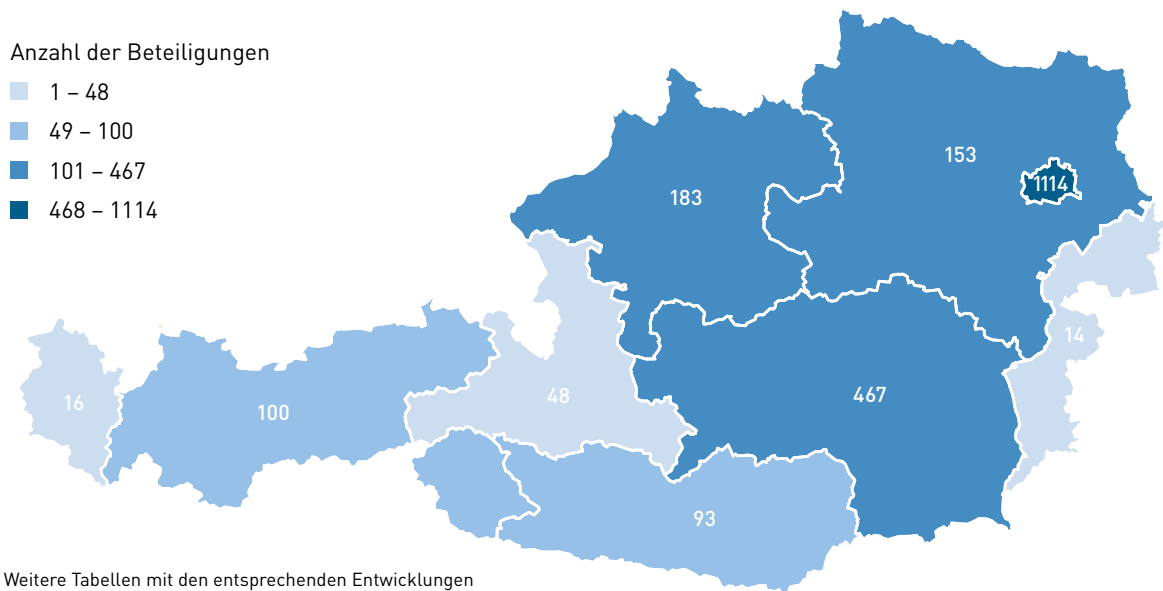 Anzahl der Beteiligungen
1 – 48
49 – 100
101 – 467
468 – 1114
153
1114
183
14
16
100
48
467
93
Weitere Tabellen mit den entsprechenden Entwicklungen